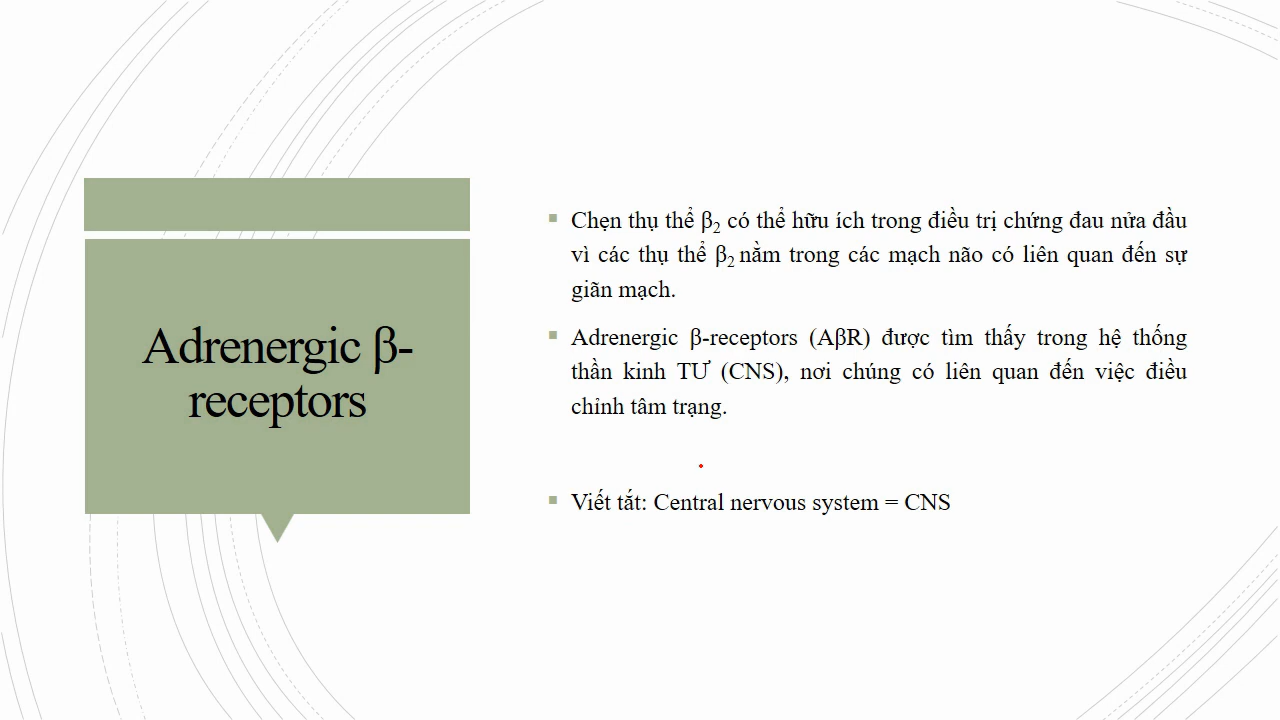 Adrenergic β-
receptors
Chẹn thụ thể β₂ có thể hữu ích trong điều trị chứng đau nửa đầu
vì các thụ thể β₂ nằm trong các mạch não có liên quan đến sự
giãn mạch.
Adrenergic β-receptors (AβR) được tìm thấy trong hệ thống
thần kinh TƯ (CNS), nơi chúng có liên quan đến việc điều
chỉnh tâm trạng.
Viết tắt: Central nervous system = CNS